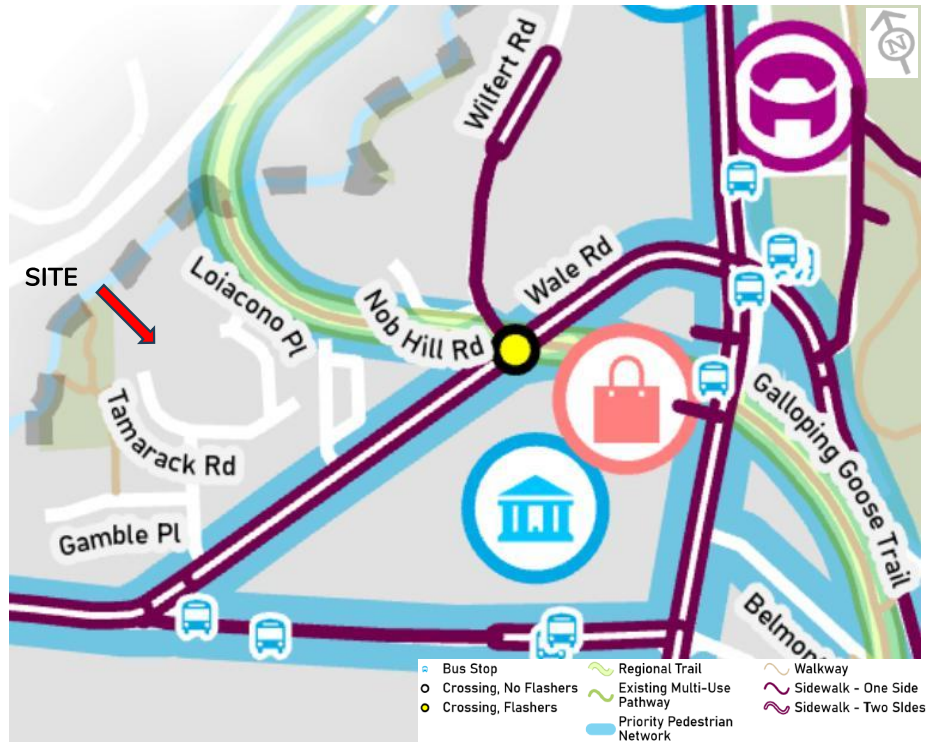 N
Wilfert Rd
Wale Rd
SITE
Loiacono Pl
Nob Hill Rd
Tamarack Rd
Galloping Goose Trail
Gamble Pl
Bus Stop
Crossing, No Flashers
Crossing, Flashers
Regional Trail
Existing Multi-Use
Pathway
Priority Pedestrian
Network
Walkway
Sidewalk - One Side
Sidewalk - Two SIdes